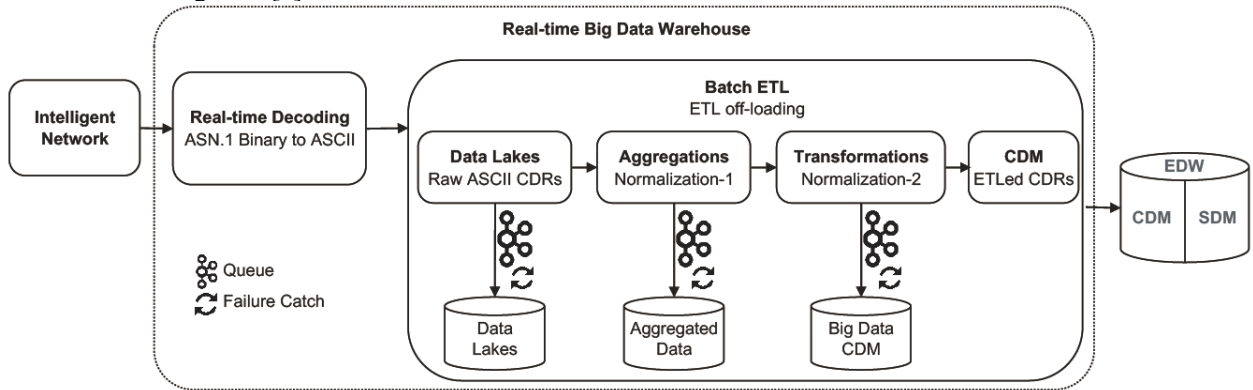 Real-time Big Data Warehouse
Intelligent
Network
Real-time Decoding
ASN.1 Binary to ASCII
Batch ETL
ETL off-loading
Data Lakes
Raw ASCII CDRs
Aggregations
Normalization-1
Transformations
Normalization-2
CDM
ETLed CDRs
EDW
CDM
SDM
Queue
Failure Catch
Data
Lakes
Aggregated
Data
Big Data
CDM